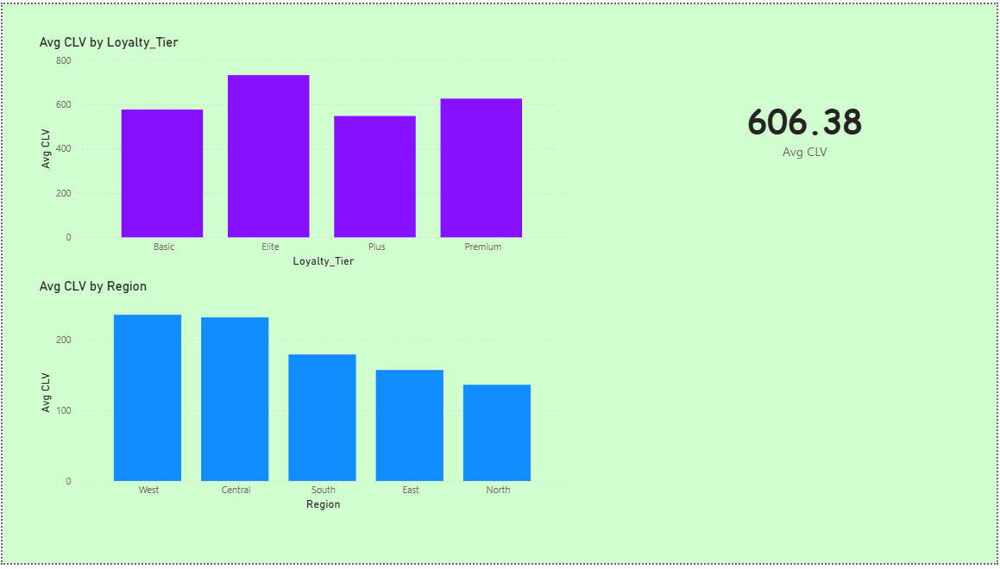 Avg CLV by Loyalty_Tier
800
600
400
200
0
Avg CLV
Basic Elite Plus Premium
Loyalty_Tier
606.38
Avg CLV
Avg CLV by Region
200
100
0
Avg CLV
West Central South East North
Region